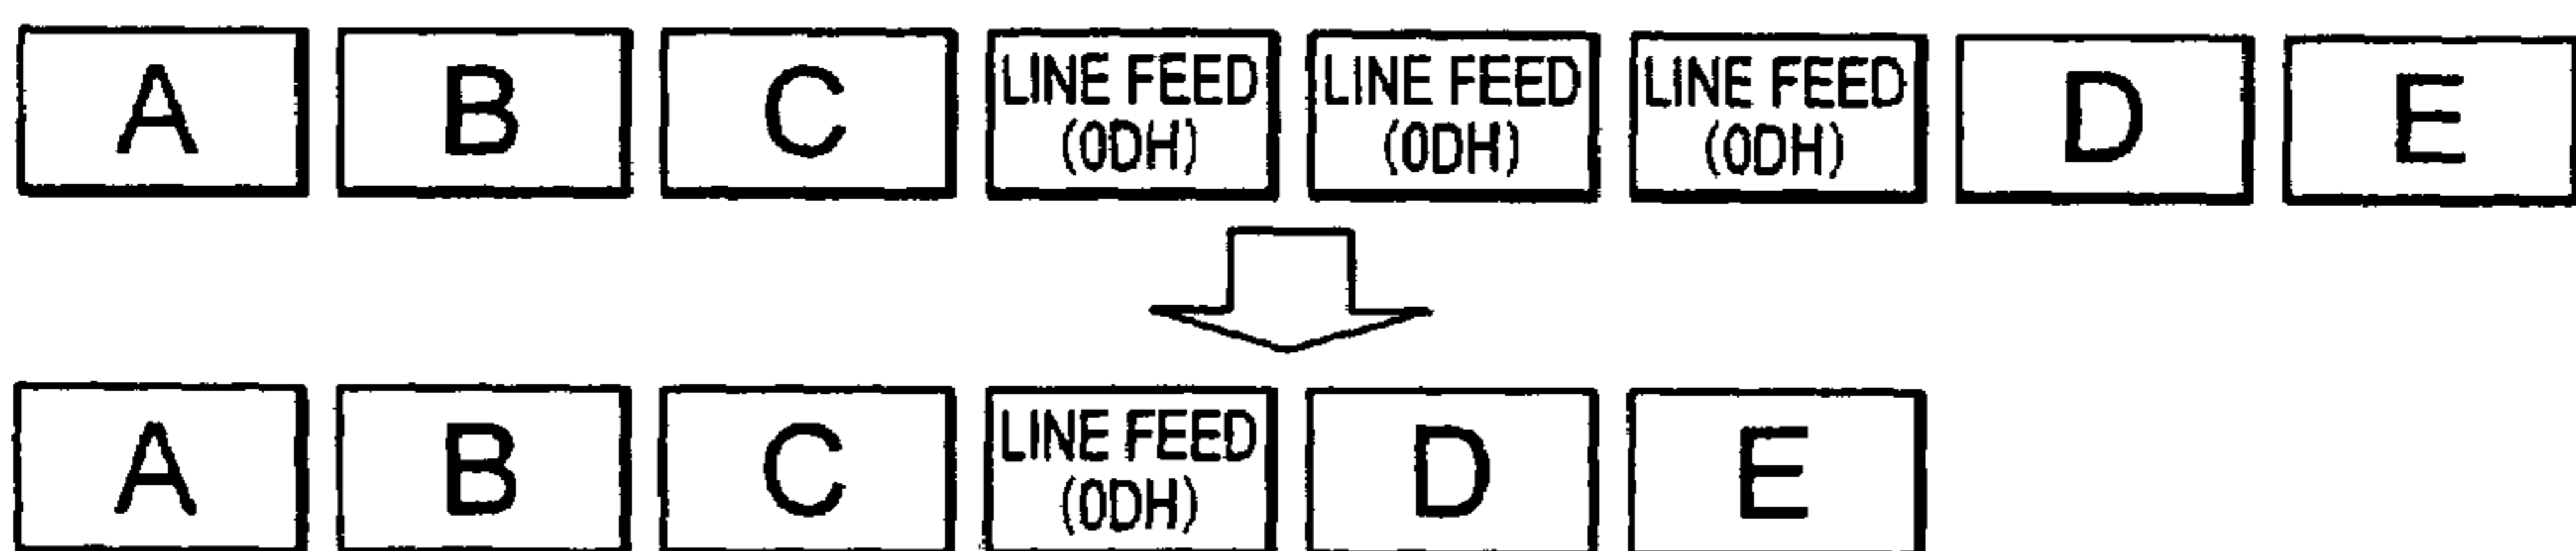 A B C LINE FEED LINE FEED LINE FEED D E
(0DH) (0DH) (0DH)
A B C LINE FEED D E
(0DH)